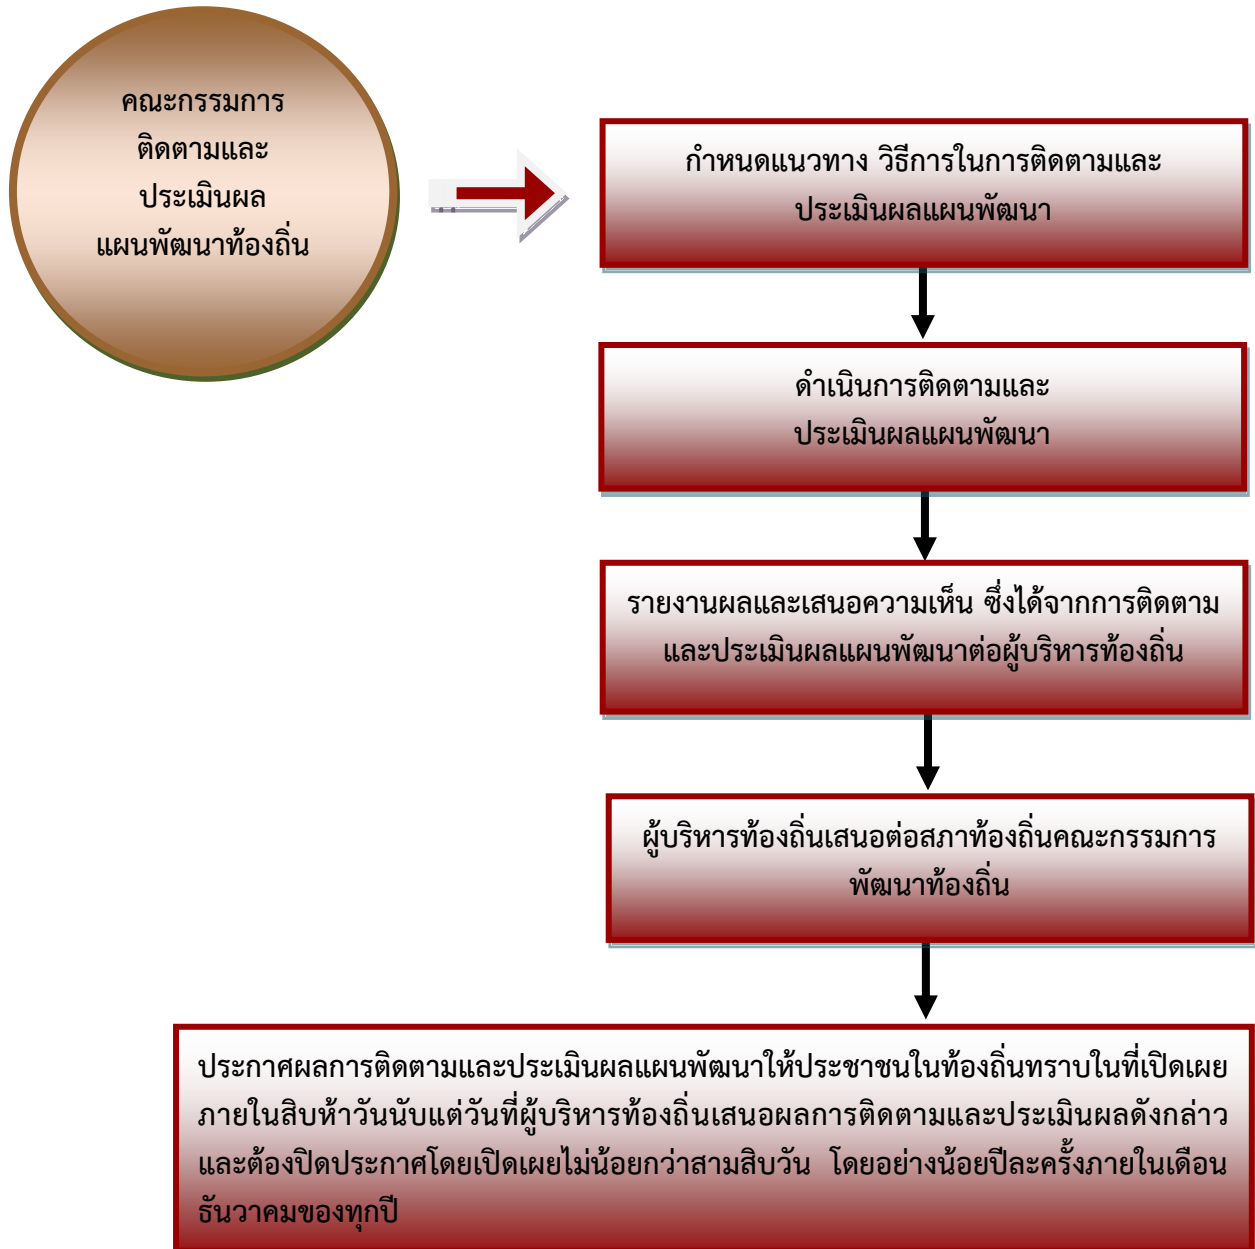 คณะกรรมการ
ติดตามและ
ประเมินผล
แผนพัฒนาท้องถิ่น
กำหนดแนวทาง วิธีการในการติดตามและ
ประเมินผลแผนพัฒนา
ดำเนินการติดตามและ
ประเมินผลแผนพัฒนา
รายงานผลและเสนอความเห็น ซึ่งได้จากการติดตาม
และประเมินผลแผนพัฒนาต่อผู้บริหารท้องถิ่น
ผู้บริหารท้องถิ่นเสนอต่อสภาท้องถิ่นคณะกรรมการ
พัฒนาท้องถิ่น
ประกาศผลการติดตามและประเมินผลแผนพัฒนาให้ประชาชนในท้องถิ่นทราบในที่เปิดเผย
ภายในสิบห้าวันนับแต่วันที่ผู้บริหารท้องถิ่นเสนอผลการติดตามและประเมินผลดังกล่าว
และต้องปิดประกาศโดยเปิดเผยไม่น้อยกว่าสามสิบวัน โดยอย่างน้อยปีละครั้งภายในเดือน
ธันวาคมของทุกปี